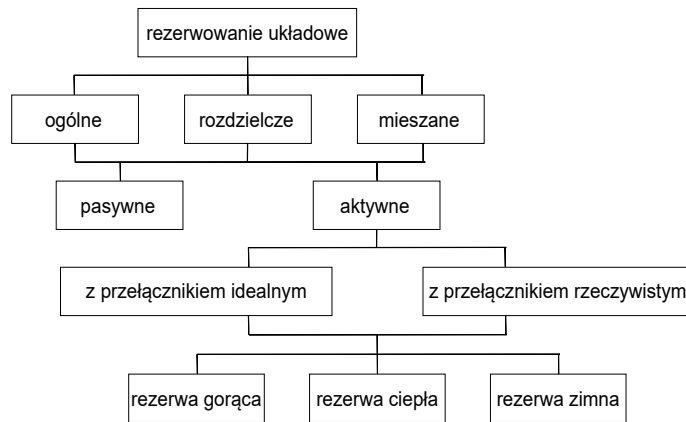 rezerwowanie układowe
ogólne
rozdzielcze
mieszane
pasywne
aktywne
z przełącznikiem idealnym
z przełącznikiem rzeczywistym
rezerwa gorąca
rezerwa ciepła
rezerwa zimna